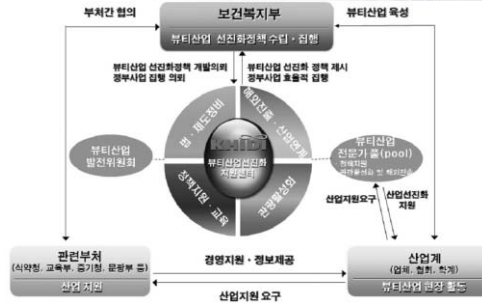 부처간 협의
보건복지부
뷰티산업 육성
뷰티산업 선진화정책 수립·집행
뷰티산업 선진화정책 개발의뢰
정부사업 집행 의뢰
뷰티산업 선진화 정책 제시
정부사업 효율적 집행
법·제도정비
해외진출·산업연계
KHIDI
뷰티산업선진화
지원센터
정책지원·교육
관광활성화
뷰티산업
발전위원회
뷰티산업
전문가 풀(pool)
정책지원
산업지원요구
산업선진화
지원
관련부처
(식약청, 교육부, 중기청, 문광부 등)
산업 지원
경영지원·정보제공
산업지원 요구
산업계
(업체, 협회, 학계)
뷰티산업 현장 활동